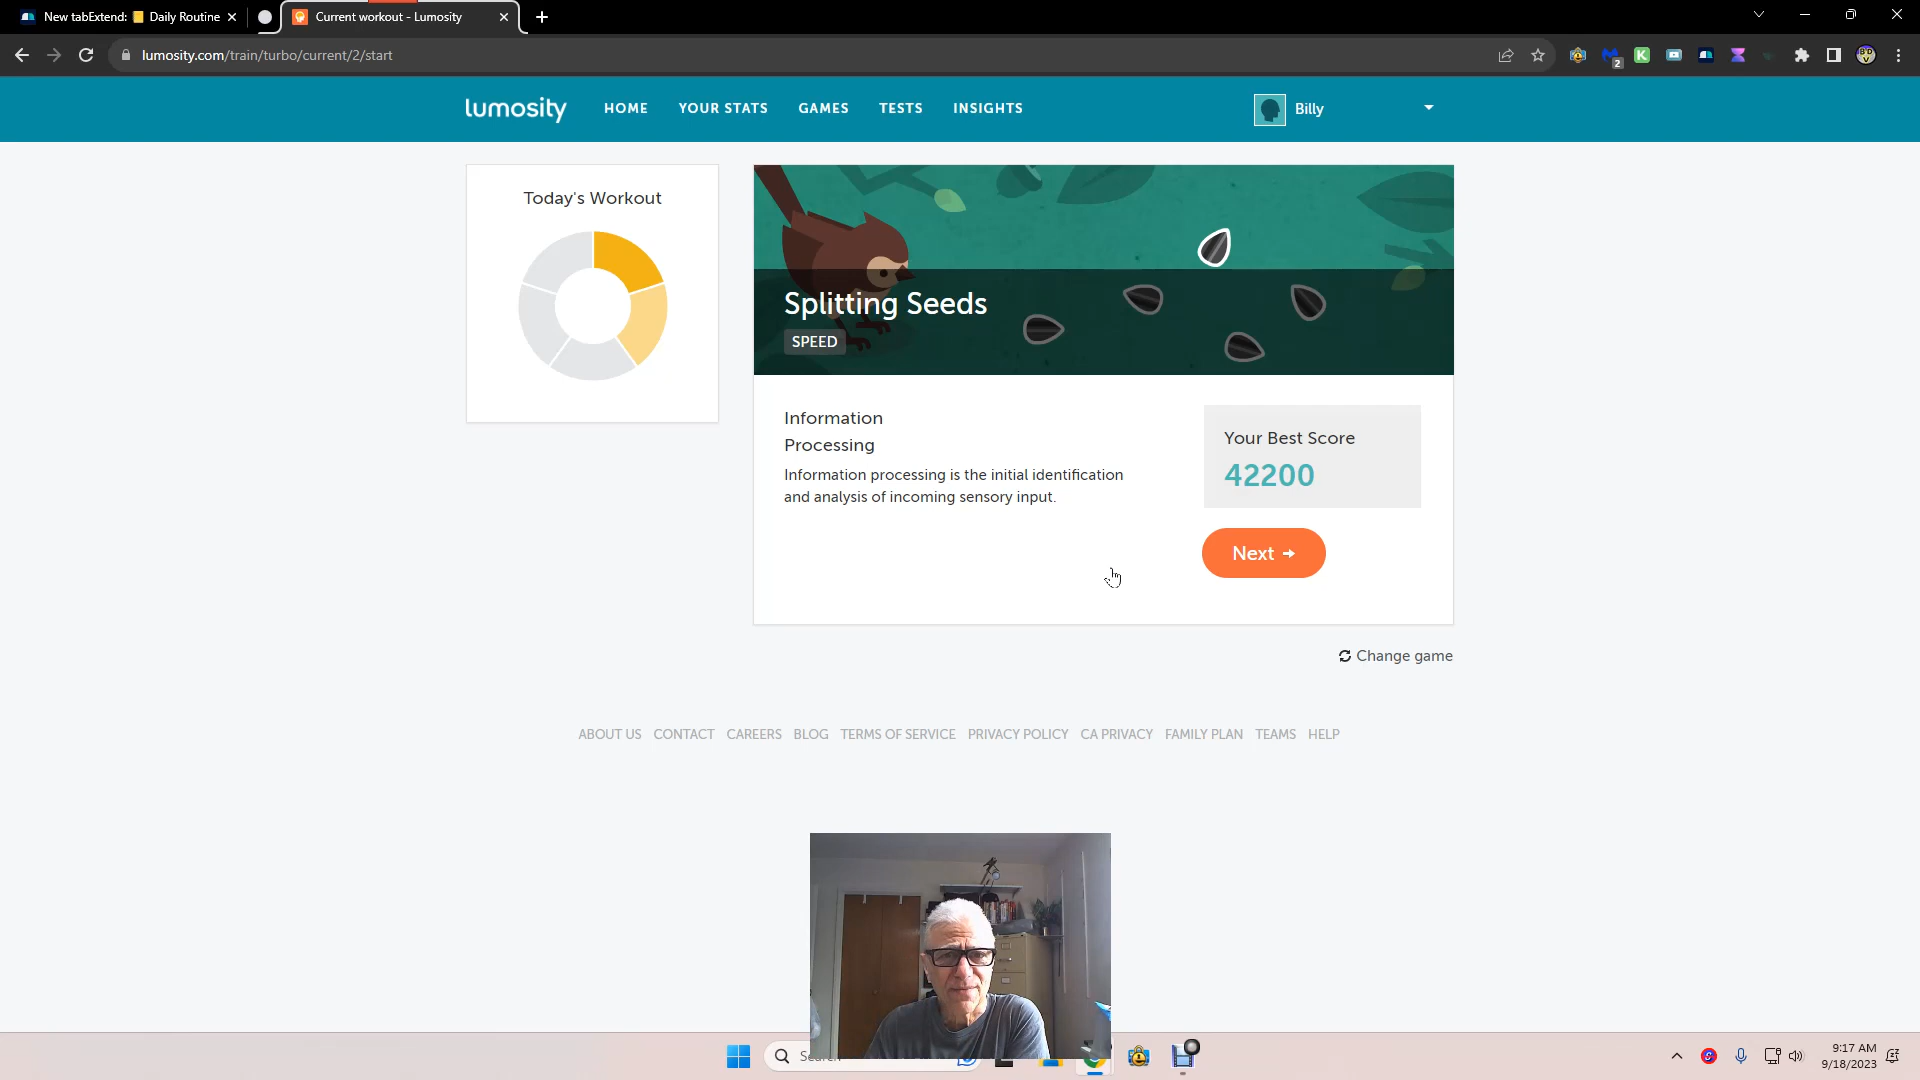 New tabExtend: Daily Routine
Current workout - Lumosity
lumosity.com/train/turbo/current/2/start
2
K
lumosity
HOME
YOUR STATS
GAMES
TESTS
INSIGHTS
Billy
Today's Workout
Splitting Seeds
SPEED
Information
Processing
Information processing is the initial identification
and analysis of incoming sensory input.
Your Best Score
42200
Next
Change game
ABOUT US CONTACT CAREERS BLOG TERMS OF SERVICE PRIVACY POLICY CA PRIVACY FAMILY PLAN TEAMS HELP
9:17 AM
9/18/2023